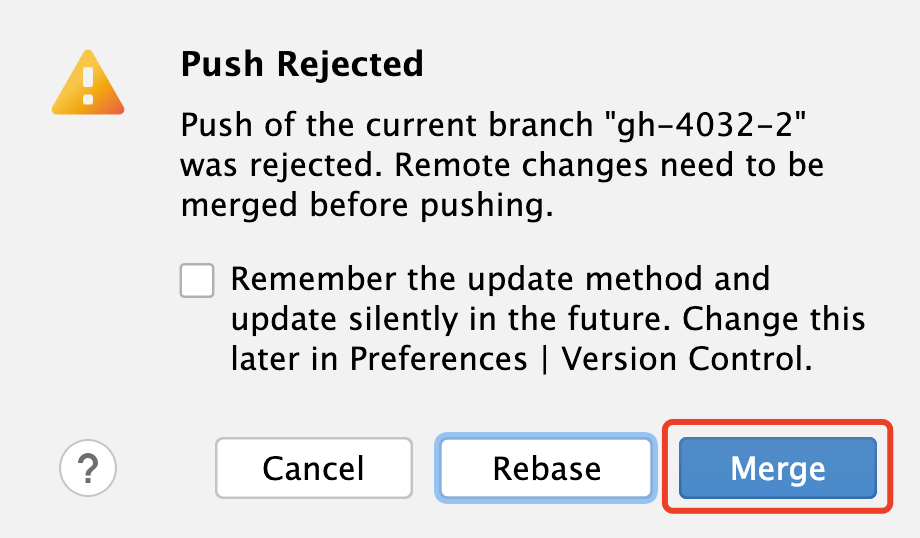 Push Rejected
Push of the current branch "gh-4032-2"
was rejected. Remote changes need to be
merged before pushing.
Remember the update method and
update silently in the future. Change this
later in Preferences | Version Control.
? Cancel Rebase Merge